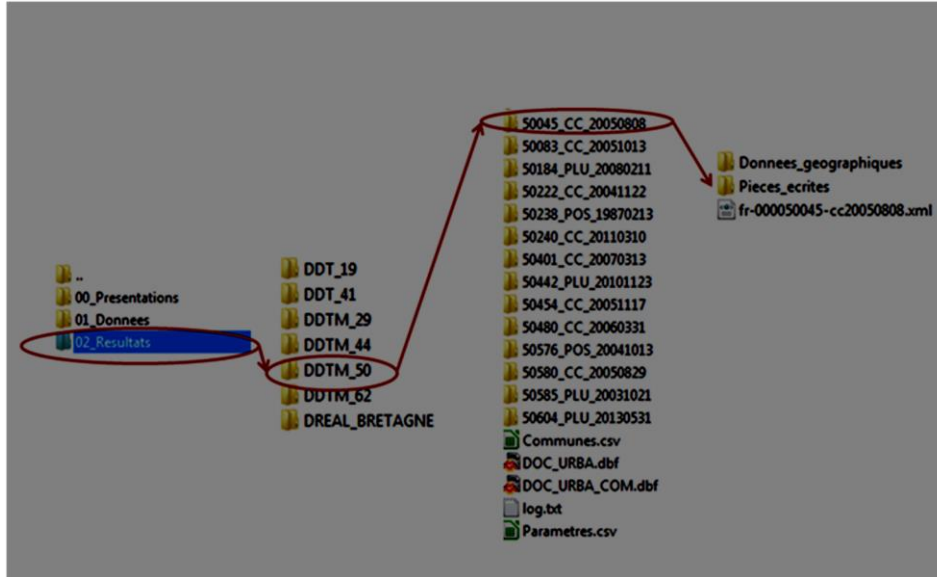 ..
00_Presentations
01_Donnees
02_Resultats
DDT_19
DDT_41
DDTM_29
DDTM_44
DDTM_50
DDTM_62
DREAL_BRETAGNE
50045_CC_20050808
50083_CC_20051013
50184_PLU_20080211
50222_CC_20041122
50238_POS_19870213
50240_CC_20110310
50401_CC_20070313
50442_PLU_20101123
50454_CC_20051117
50480_CC_20060331
50576_POS_20041013
50580_CC_20050829
50585_PLU_20031021
50604_PLU_20130531
Communes.csv
DOC_URBA.dbf
DOC_URBA_COM.dbf
log.txt
Parametres.csv
Donnees_geographiques
Pieces_ecrites
fr-000050045-cc20050808.xml